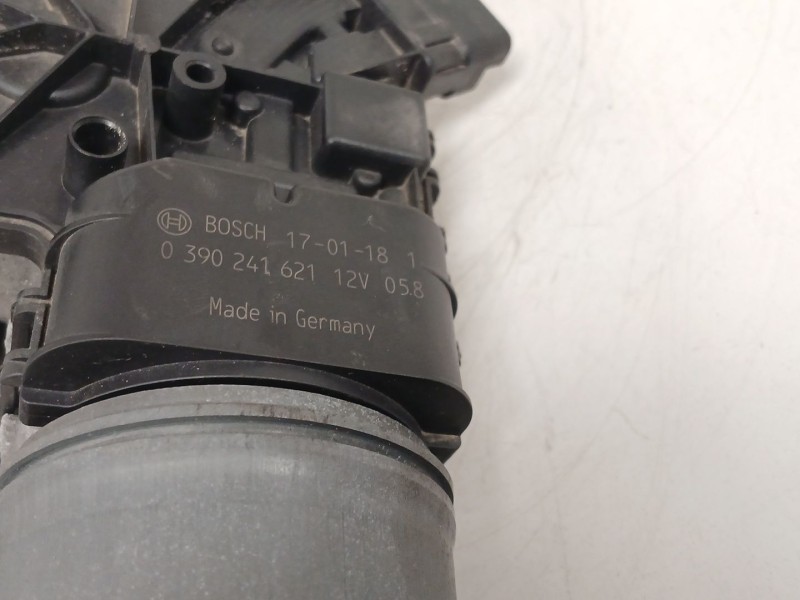 BOSCH 17-01-18 1
0 390 241 621 12V 05.8
Made in Germany